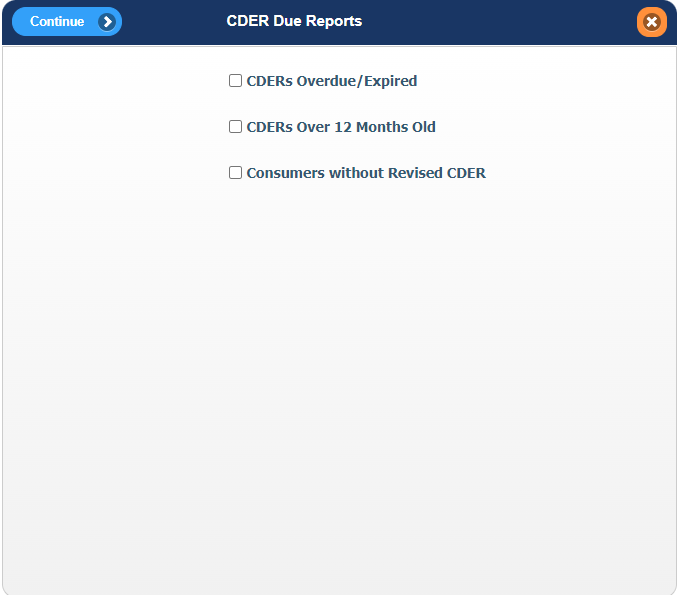 Continue
CDER Due Reports
CDERs Overdue/Expired
CDERs Over 12 Months Old
Consumers without Revised CDER